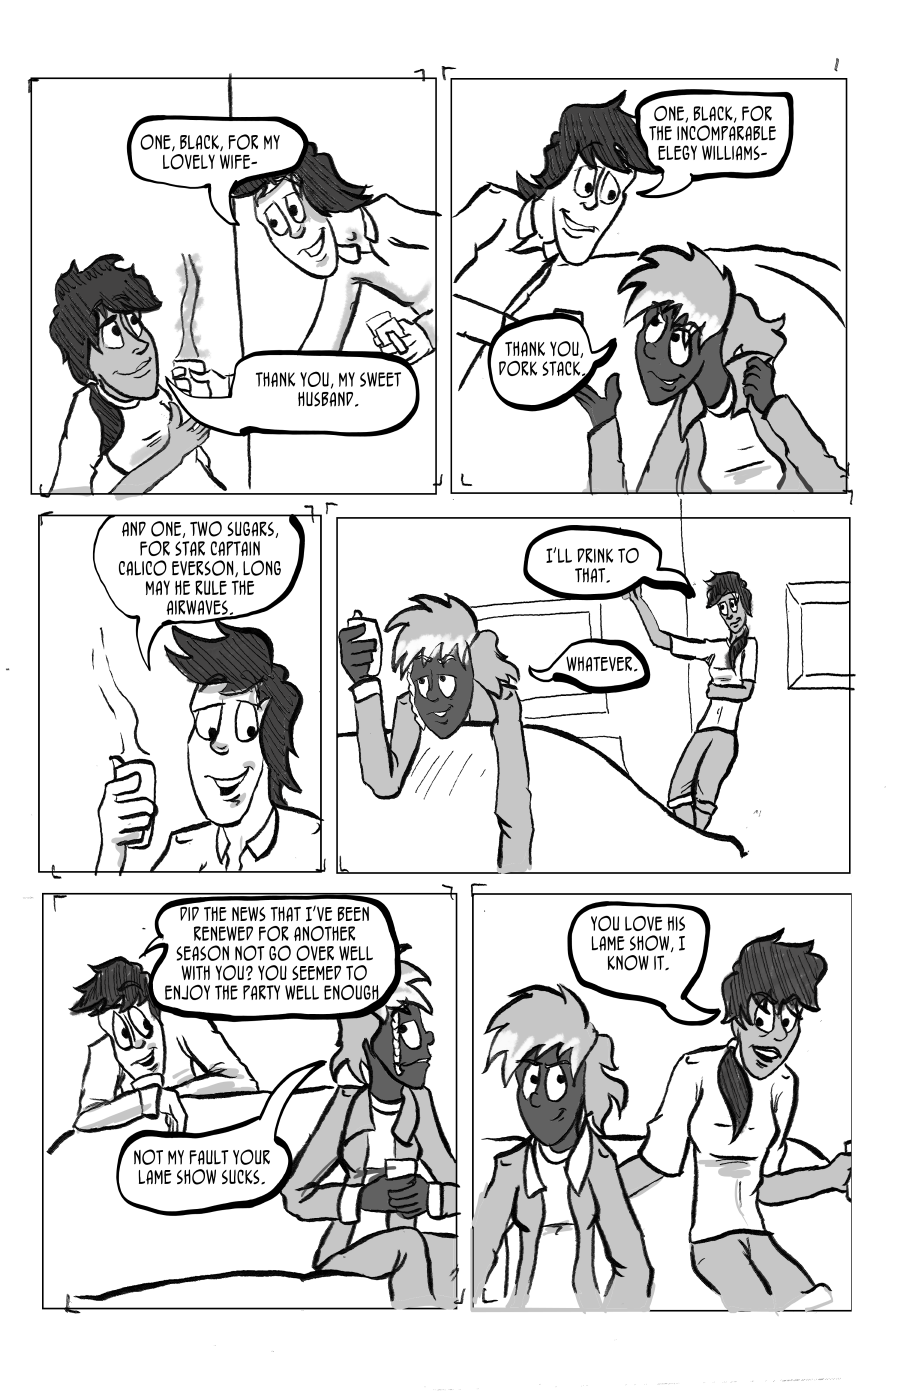 1
ONE, BLACK, FOR MY
LOVELY WIFE-
THANK YOU, MY SWEET
HUSBAND.
ONE, BLACK, FOR
THE INCOMPARABLE
ELEGY WILLIAMS-
THANK YOU,
DORK STACK.
AND ONE, TWO SUGARS,
FOR STAR CAPTAIN
CALICO EVERSON, LONG
MAY HE RULE THE
AIRWAVES.
I'LL DRINK TO
THAT.
WHATEVER.
DID THE NEWS THAT I'VE BEEN
RENEWED FOR ANOTHER
SEASON NOT GO OVER WELL
WITH YOU? YOU SEEMED TO
ENJOY THE PARTY WELL ENOUGH
NOT MY FAULT YOUR
LAME SHOW SUCKS.
YOU LOVE HIS
LAME SHOW, I
KNOW IT.